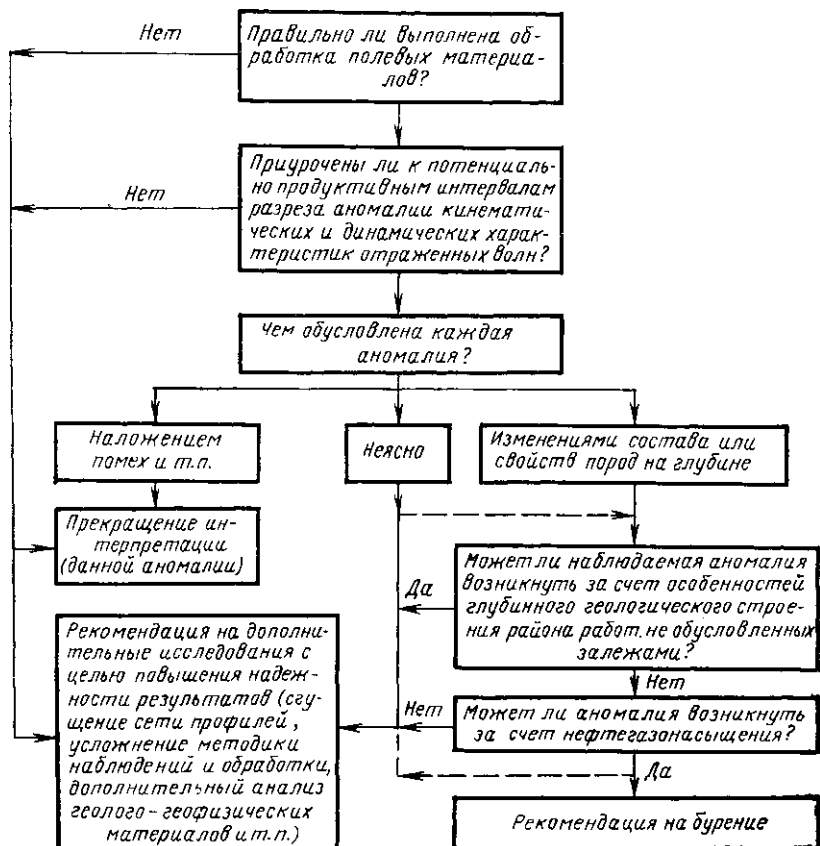 Нет
Правильно ли выполнена об-
работка полевых материа-
лов?
Нет
Приурочены ли к потенциаль-
но продуктивным интервалам
разреза аномалии кинемати-
ческих и динамических харак-
теристик отраженных волн?
Чем обусловлена каждая
аномалия?
Наложением
помех и т.п.
Неясно
Изменениями состава или
свойств пород на глубине
Прекращение ин-
терпретации
(данной аномалии)
Да
Может ли наблюдаемая аномалия
возникнуть за счет особенностей
глубинного геологического строе-
ния района работ, не обусловленных
залежами?
Нет
Рекомендация на дополни-
тельные исследования с
целью повышения надеж-
ности результатов (сгу-
щение сети профилей,
усложнение методики
наблюдений и обработки,
дополнительный анализ
геолого-геофизических
материалов и т.п.)
Нет
Может ли аномалия возникнуть
за счет нефтегазонасыщения?
Да
Рекомендация на бурение